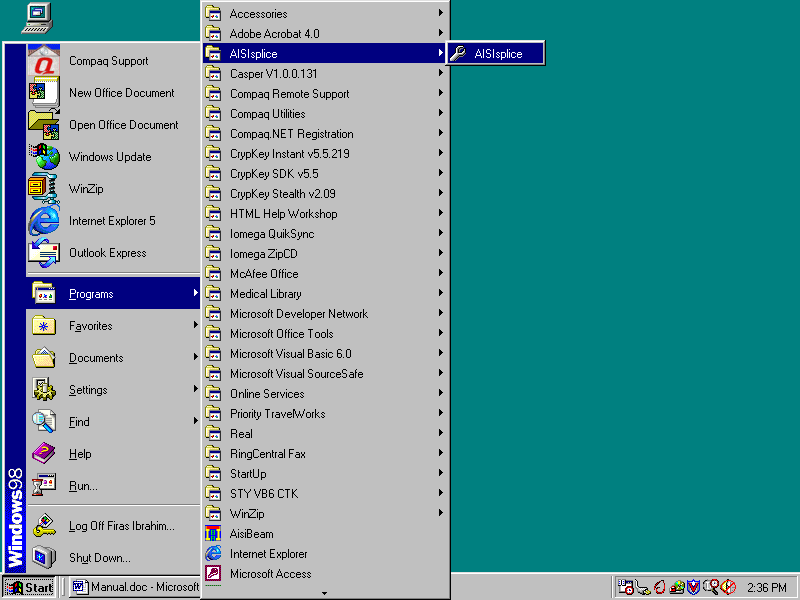 Compaq Support
New Office Document
Open Office Document
Windows Update
WinZip
Internet Explorer 5
Outlook Express
Programs
Favorites
Documents
Settings
Find
Help
Run...
Log Off Firas Ibrahim...
Shut Down...
Windows98
Accessories
Adobe Acrobat 4.0
AISIsplice
Casper V1.0.0.131
Compaq Remote Support
Compaq Utilities
Compaq.NET Registration
CrypKey Instant v5.5.219
CrypKey SDK v5.5
CrypKey Stealth v2.09
HTML Help Workshop
Iomega QuikSync
Iomega ZipCD
McAfee Office
Medical Library
Microsoft Developer Network
Microsoft Office Tools
Microsoft Visual Basic 6.0
Microsoft Visual SourceSafe
Online Services
Priority TravelWorks
Real
RingCentral Fax
StartUp
STY VB6 CTK
WinZip
AisiBeam
Internet Explorer
Microsoft Access
AISIsplice
Start
Manual.doc - Microsoft
2:36 PM